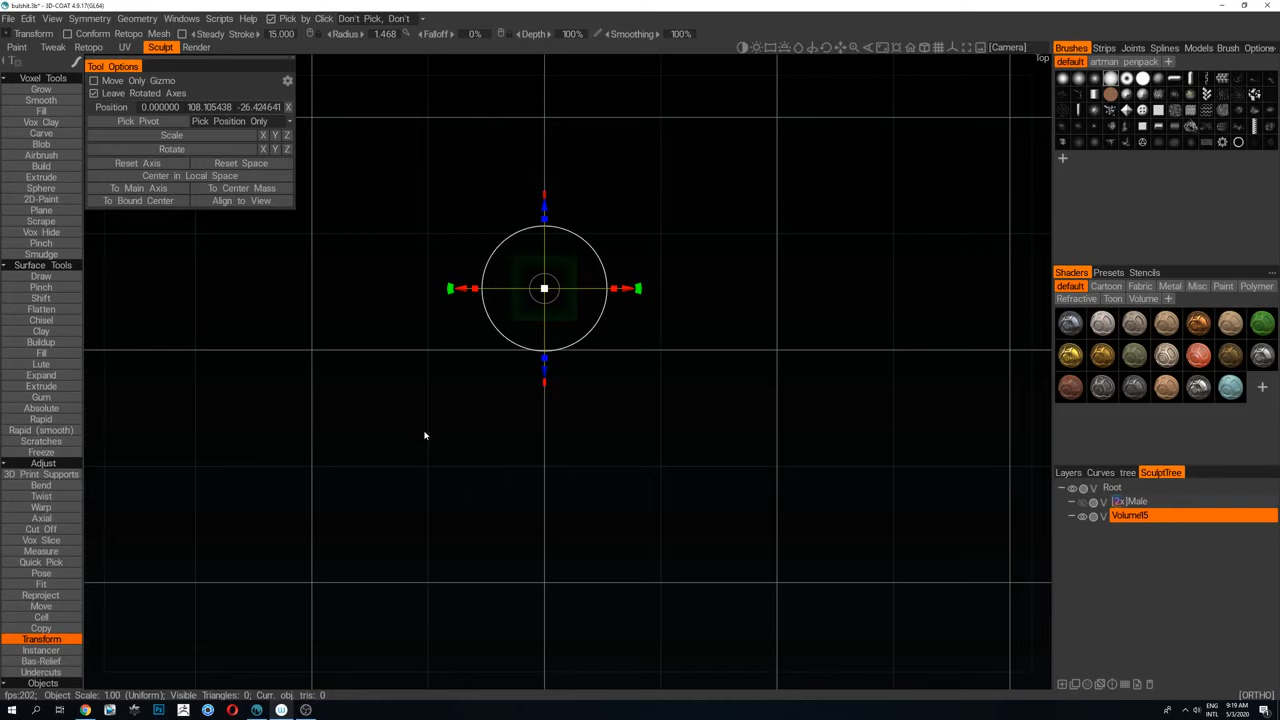 bulshit.3b* - 3D-COAT 4.9.17(GL64)
File Edit View Symmetry Geometry Windows Scripts Help Pick by Click Don't Pick, Don't
Transform Conform Retopo Mesh Steady Stroke 15.000 Radius 1.468 Falloff 0% Depth 100% Smoothing 100%
Paint Tweak Retopo UV Sculpt Render [Camera]
Brushes Strips Joints Splines Models Brush Options
default artman penpack +
Top
Tool Options
Move Only Gizmo
Leave Rotated Axes
Position 0.000000 108.105438 -26.424641 X
Pick Pivot Pick Position Only
Scale X Y Z
Rotate X Y Z
Reset Axis Reset Space
Center in Local Space
To Main Axis To Center Mass
To Bound Center Align to View
Voxel Tools
Grow
Smooth
Fill
Vox Clay
Carve
Blob
Airbrush
Build
Extrude
Sphere
2D-Paint
Plane
Scrape
Vox Hide
Pinch
Smudge
Surface Tools
Draw
Pinch
Shift
Flatten
Chisel
Clay
Buildup
Fill
Lute
Expand
Extrude
Gum
Absolute
Rapid
Rapid (smooth)
Scratches
Freeze
Adjust
3D Print Supports
Bend
Twist
Warp
Axial
Cut Off
Vox Slice
Measure
Quick Pick
Pose
Fit
Reproject
Move
Cell
Copy
Transform
Instancer
Bas-Relief
Undercuts
Objects
Shaders Presets Stencils
default Cartoon Fabric Metal Misc Polymer
Refractive Toon Volume +
Layers Curves tree SculptTree
Root
V [2x]Male
V Volume15
fps:202; Object Scale: 1.00 (Uniform); Visible Triangles: 0; Curr. obj. tris: 0
[ORTHO]
ENG
INTL
9:19 AM
5/3/2020